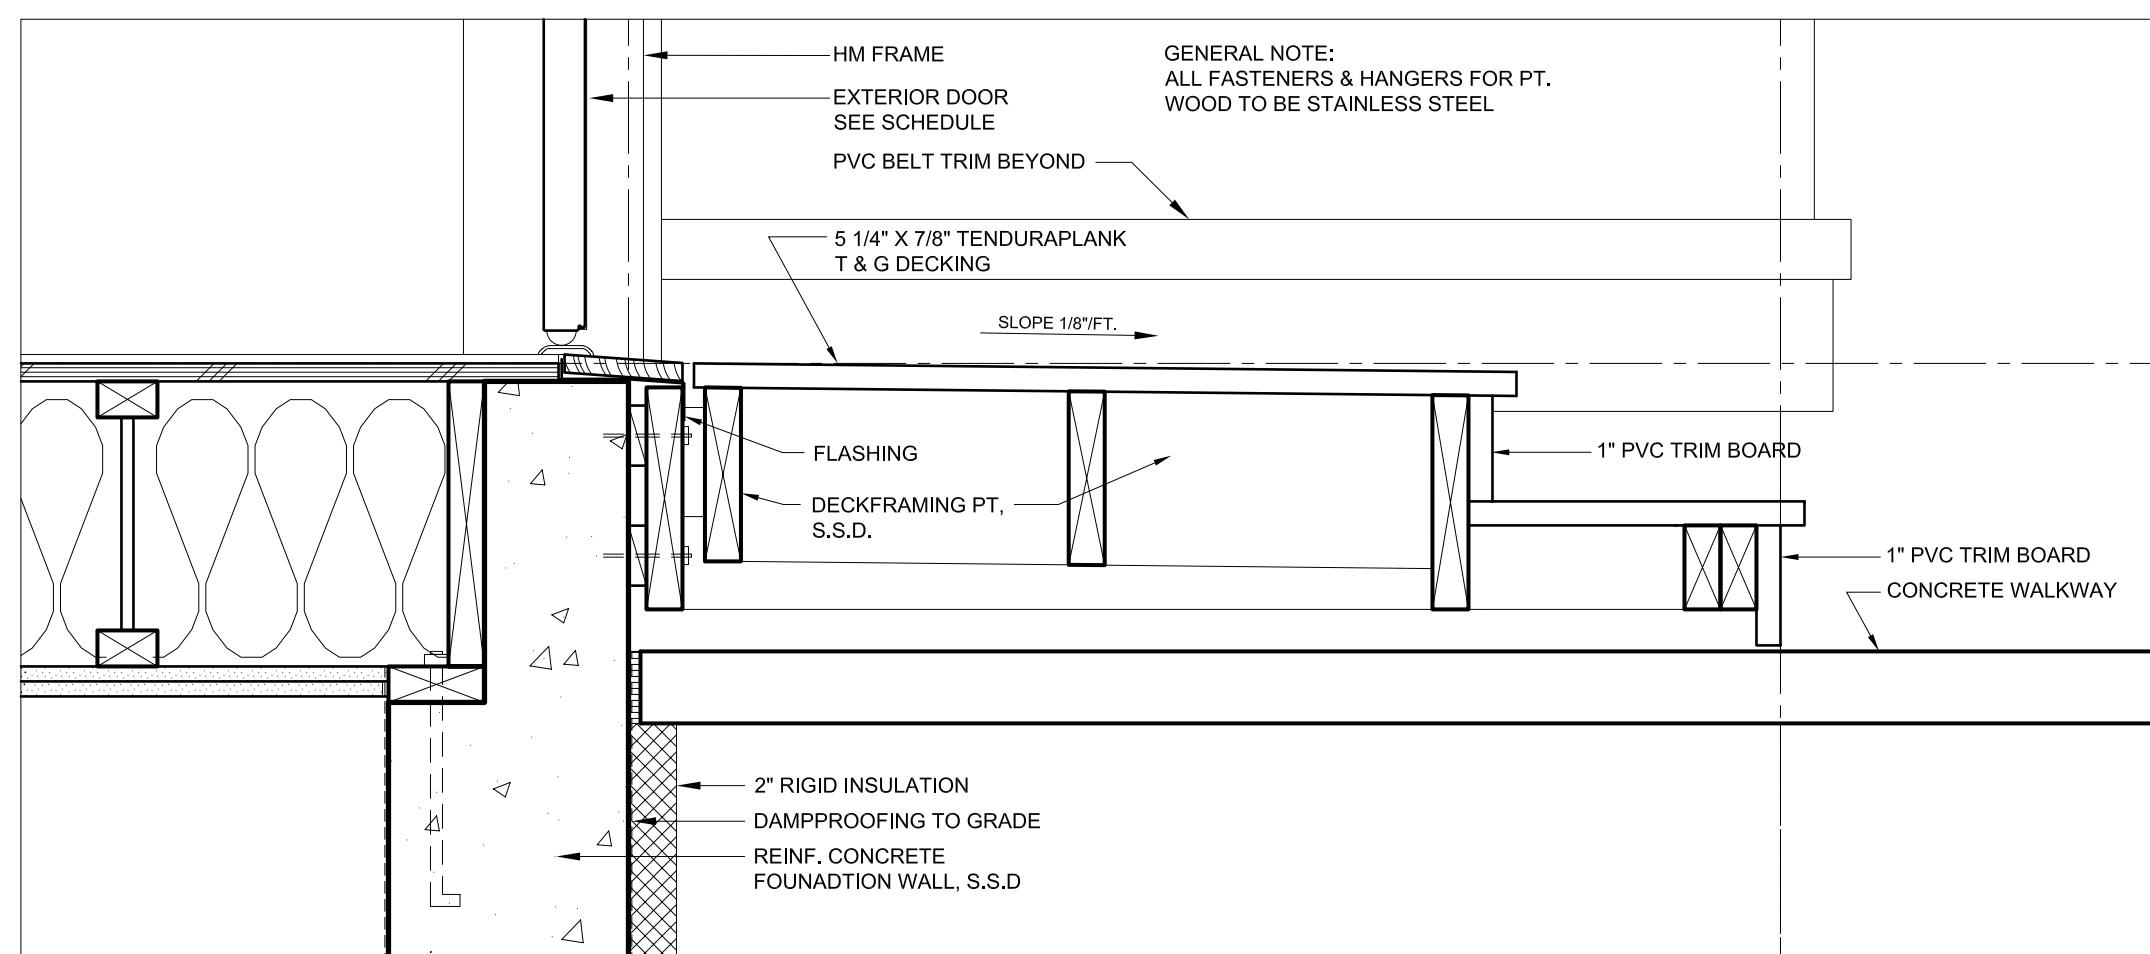 HM FRAME
EXTERIOR DOOR
SEE SCHEDULE
PVC BELT TRIM BEYOND
GENERAL NOTE:
ALL FASTENERS & HANGERS FOR PT.
WOOD TO BE STAINLESS STEEL
5 1/4" X 7/8" TENDURAPLANK
T & G DECKING
SLOPE 1/8"/FT.
FLASHING
1" PVC TRIM BOARD
DECKFRAMING PT,
S.S.D.
1" PVC TRIM BOARD
CONCRETE WALKWAY
2" RIGID INSULATION
DAMPPROOFING TO GRADE
REINF. CONCRETE
FOUNADTION WALL, S.S.D